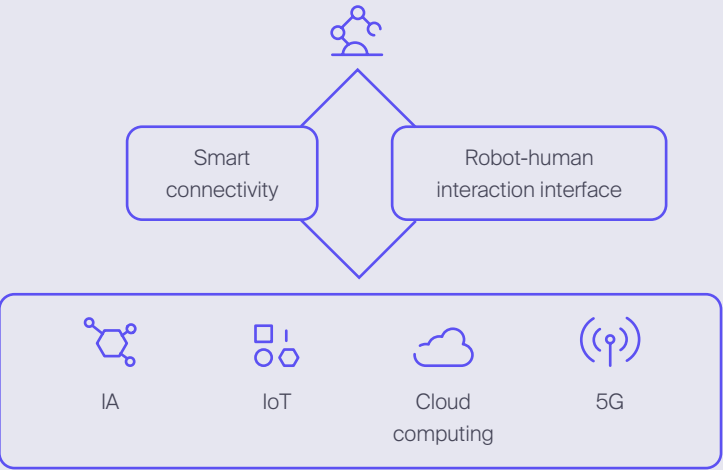 Smart
connectivity
Robot-human
interaction interface
IA
IoT
Cloud
computing
5G